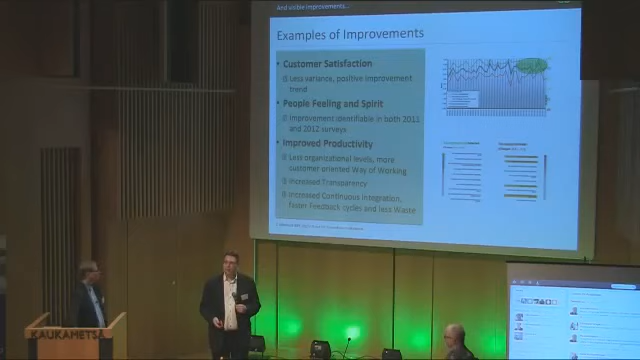 And visible improvements...
Examples of Improvements
• Customer Satisfaction
Less variance, positive improvement
trend
• People Feeling and Spirit
Improvement identifiable in both 2011
and 2012 surveys
• Improved Productivity
Less organizational levels, more
customer oriented Way of Working
Increased Transparency
Increased Continuous Integration,
faster Feedback cycles and less Waste
KAUKAMETSÄ